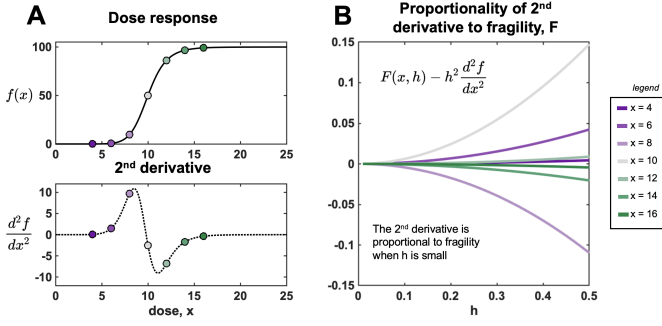 A
Dose response
100
50
0
f(x)
0 5 10 15 20 25
2nd derivative
10
5
0
-5
-10
d²f
dx²
0 5 10 15 20 25
dose, x
B
Proportionality of 2nd
derivative to fragility, F
0.15
0.1
0.05
0
-0.05
-0.1
-0.15
F(x, h) − h² d²f
dx²
The 2nd derivative is
proportional to fragility
when h is small
0 0.1 0.2 0.3 0.4 0.5
h
legend
x = 4
x = 6
x = 8
x = 10
x = 12
x = 14
x = 16